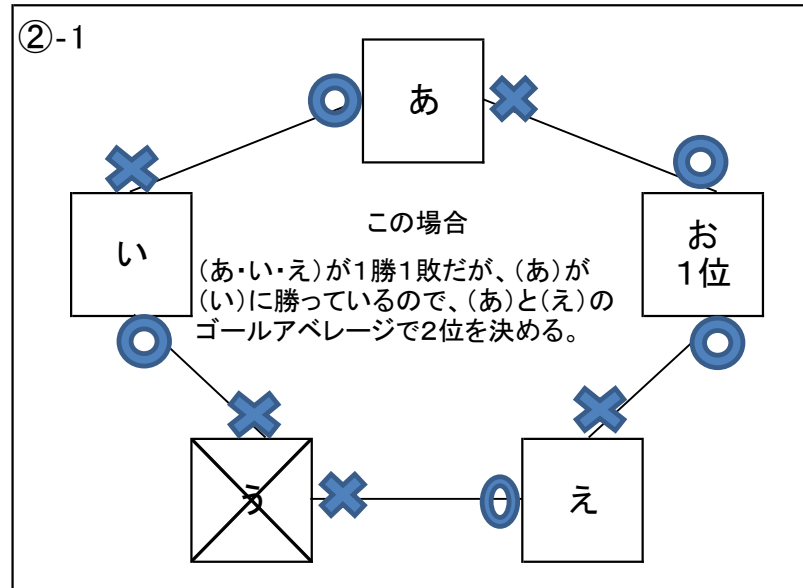 ②-1
あ
い
お
1位
この場合
(あ・い・え)が1勝1敗だが、(あ)が
(い)に勝っているので、(あ)と(え)の
ゴールアベレージで2位を決める。
う
え